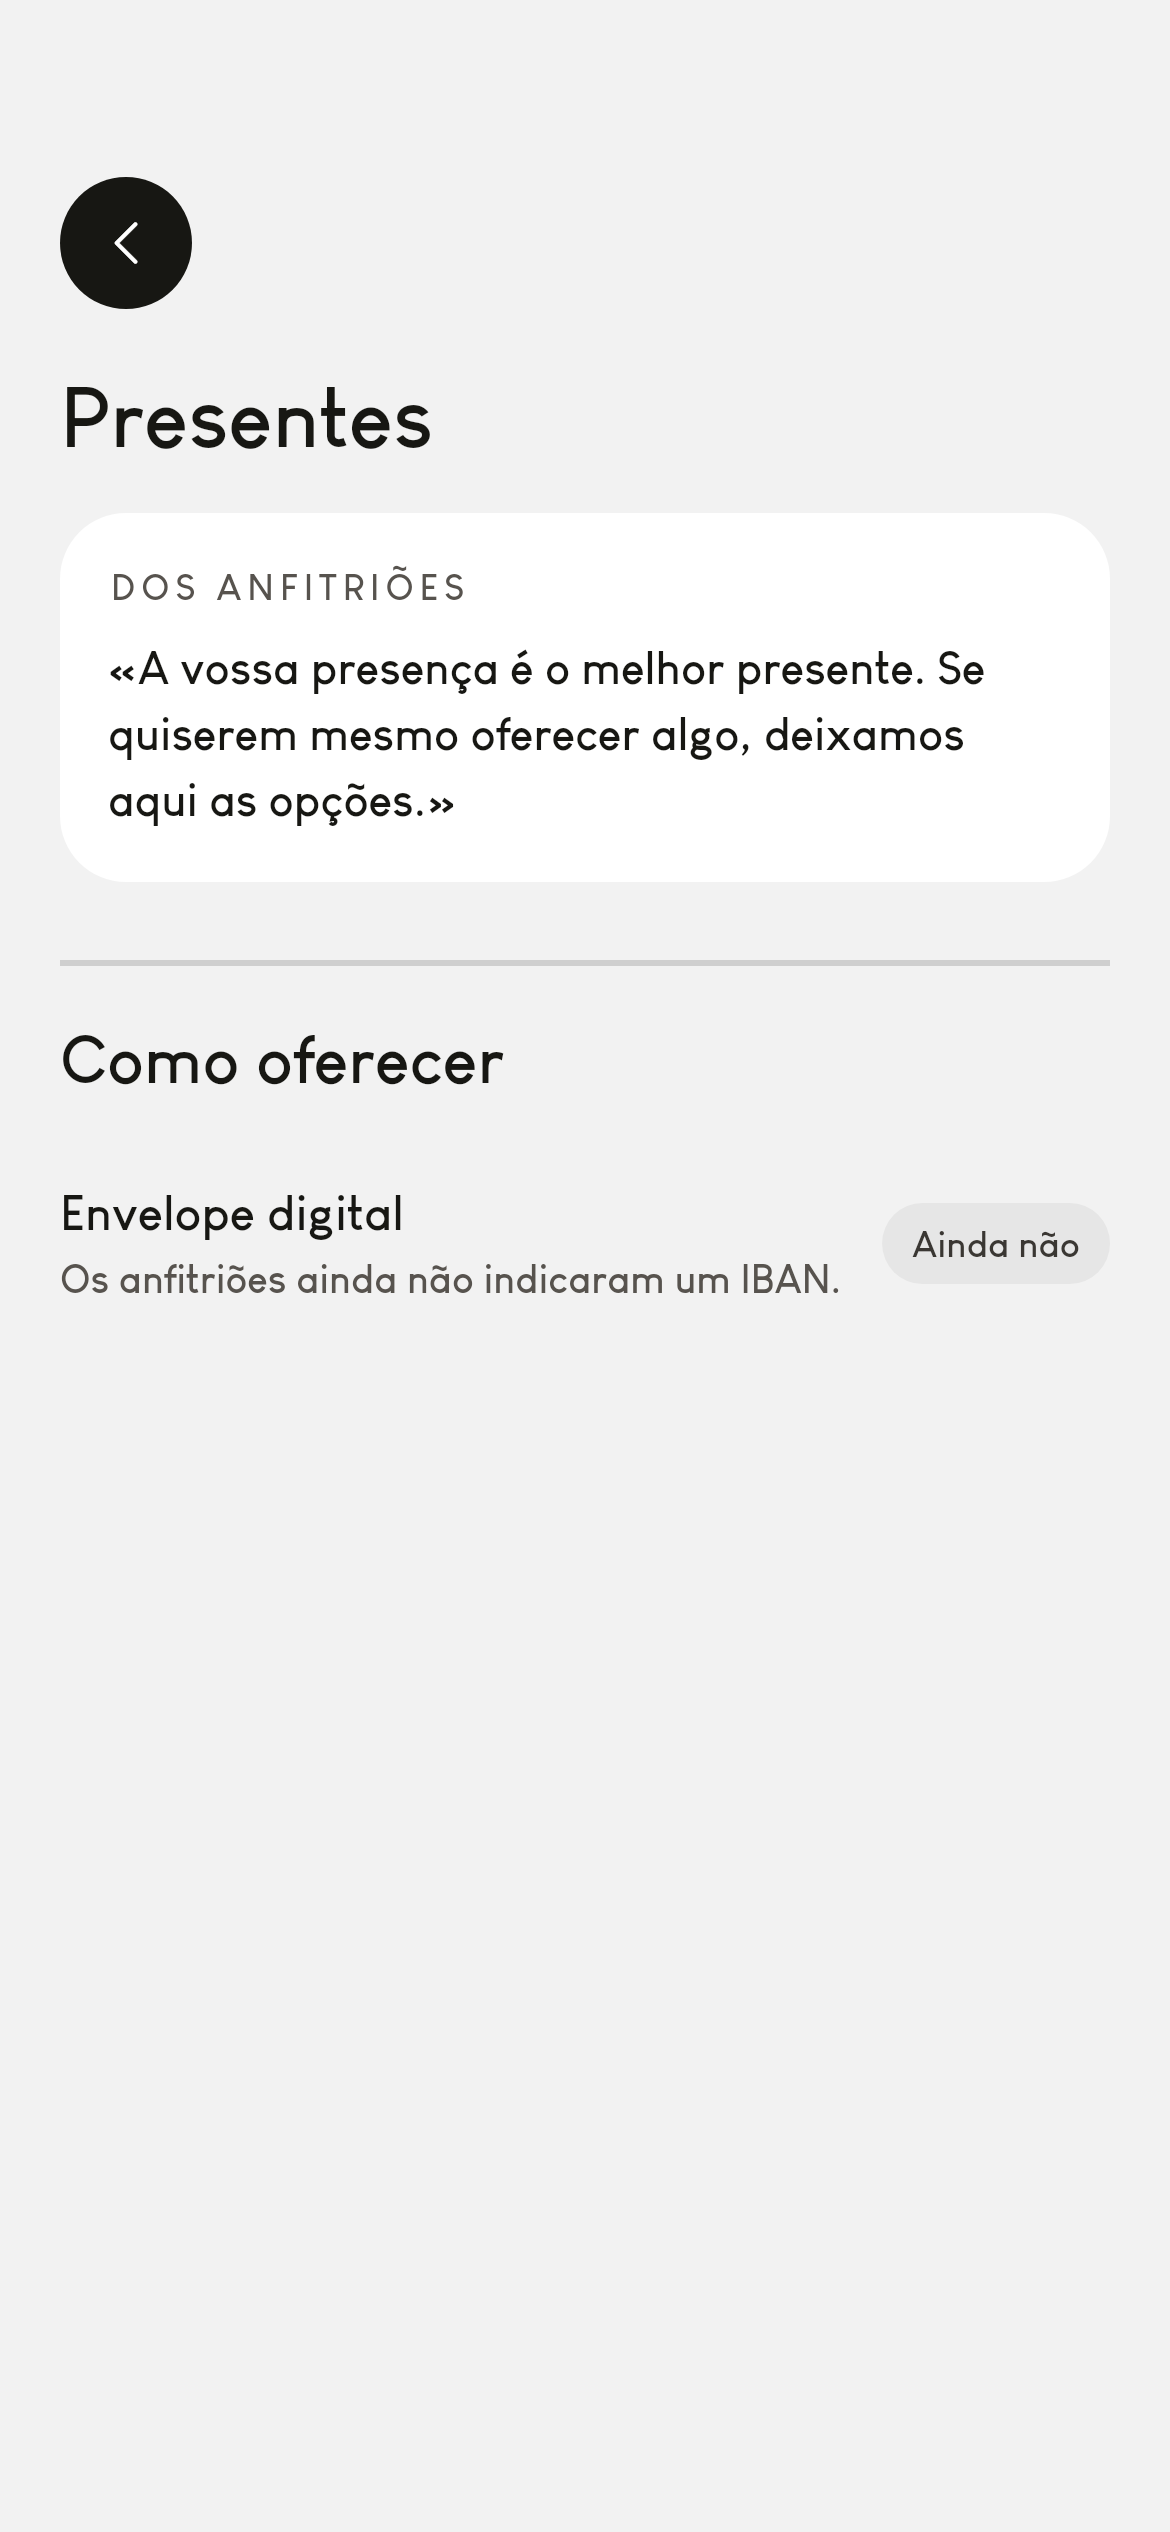 Presentes
DOS ANFITRIÕES
«A vossa presença é o melhor presente. Se
quiserem mesmo oferecer algo, deixamos
aqui as opções.»
Como oferecer
Envelope digital
Os anfitriões ainda não indicaram um IBAN.
Ainda não